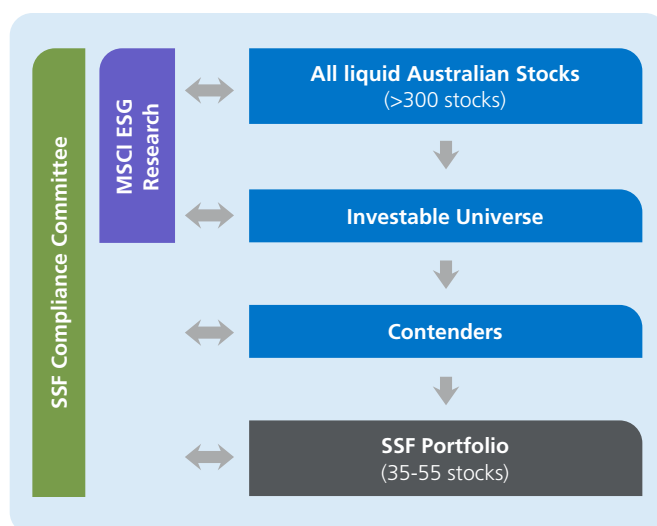 SSF Compliance Committee
MSCI ESG
Research
All liquid Australian Stocks
(>300 stocks)
Investable Universe
Contenders
SSF Portfolio
(35-55 stocks)